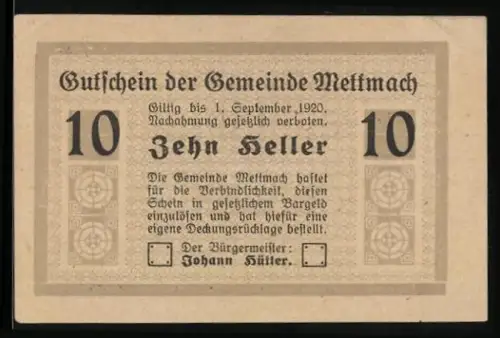 Gutschein der Gemeinde Mettmach
Giltig bis 1. September 1920.
Nachahmung gesetzlich verboten.
10 Zehn Heller 10
Die Gemeinde Mettmach haftet
für die Verbindlichkeit, diesen
Schein in gesetzlichem Bargeld
einzulösen und hat hiefür eine
eigene Deckungsrücklage bestellt.
Der Bürgermeister:
Johann Hüller.